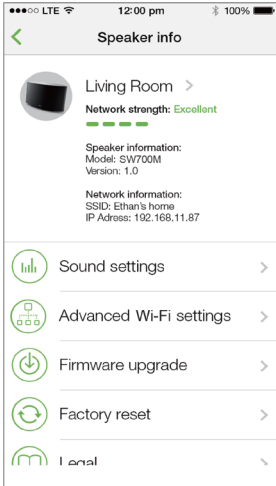 LTE 12:00 pm 100%
Speaker info
Living Room
Network strength: Excellent
Speaker information:
Model: SW700M
Version: 1.0
Network information:
SSID: Ethan's home
IP Adress: 192.168.11.87
Sound settings
Advanced Wi-Fi settings
Firmware upgrade
Factory reset
Legal